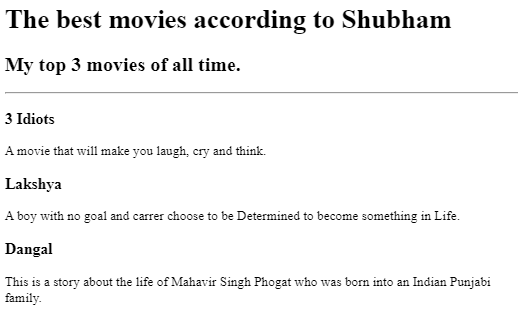 The best movies according to Shubham
My top 3 movies of all time.
3 Idiots
A movie that will make you laugh, cry and think.
Lakshya
A boy with no goal and carrer choose to be Determined to become something in Life.
Dangal
This is a story about the life of Mahavir Singh Phogat who was born into an Indian Punjabi
family.